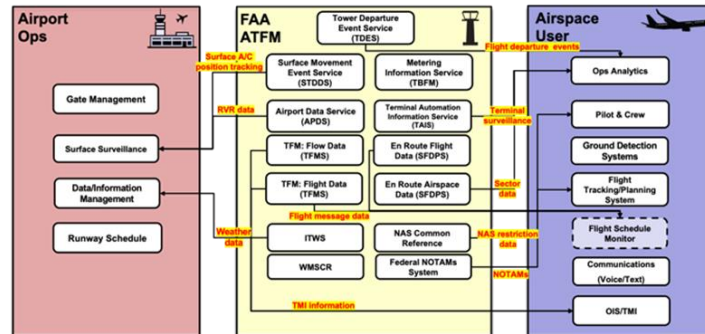 Airport
Ops
FAA
ATFM
Airspace
User
Tower Departure
Event Service
(TDES)
Flight departure events
Surface A/C
position tracking
Surface Movement
Event Service
(STDDS)
Metering
Information Service
(TBFM)
Ops Analytics
Gate Management
RVR data
Airport Data Service
(APDS)
Terminal Automation
Information Service
(TAIS)
Terminal
surveillance
Pilot & Crew
Surface Surveillance
TFM: Flow Data
(TFMS)
En Route Flight
Data (SFDPS)
Ground Detection
Systems
Data/Information
Management
TFM: Flight Data
(TFMS)
En Route Airspace
Data (SFDPS)
Sector
data
Flight
Tracking/Planning
System
Flight message data
Runway Schedule
Weather
data
ITWS
NAS Common
Reference
NAS restriction
data
Flight Schedule
Monitor
WMSCR
Federal NOTAMs
System
NOTAMs
Communications
(Voice/Text)
TMI information
OIS/TMI